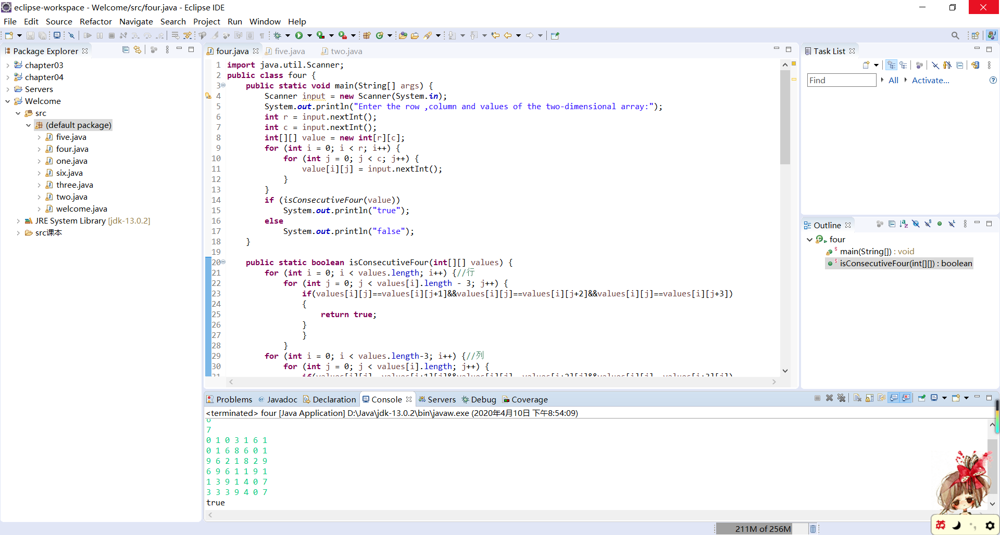 eclipse-workspace - Welcome/src/four.java - Eclipse IDE
File Edit Source Refactor Navigate Search Project Run Window Help
Package Explorer
chapter03
chapter04
Servers
Welcome
src
(default package)
five.java
four.java
one.java
six.java
three.java
two.java
welcome.java
JRE System Library [jdk-13.0.2]
src课本
four.java five.java two.java
1 import java.util.Scanner;
2 public class four {
3 public static void main(String[] args) {
4 Scanner input = new Scanner(System.in);
5 System.out.println("Enter the row ,column and values of the two-dimensional array:");
6 int r = input.nextInt();
7 int c = input.nextInt();
8 int[][] value = new int[r][c];
9 for (int i = 0; i < r; i++) {
10 for (int j = 0; j < c; j++) {
11 value[i][j] = input.nextInt();
12 }
13 }
14 if (isConsecutiveFour(value))
15 System.out.println("true");
16 else
17 System.out.println("false");
18 }
19
20 public static boolean isConsecutiveFour(int[][] values) {
21 for (int i = 0; i < values.length; i++) {//行
22 for (int j = 0; j < values[i].length - 3; j++) {
23 if(values[i][j]==values[i][j+1]&&values[i][j]==values[i][j+2]&&values[i][j]==values[i][j+3])
24 {
25 return true;
26 }
27 }
28 }
29 for (int i = 0; i < values.length-3; i++) {//列
30 for (int j = 0; j < values[i].length; j++) {
31 if(values[i][j]==values[i+1][j]&&values[i][j]==values[i+2][j]&&values[i][j]==values[i+3][j])
Task List
Find All Activate...
Outline
four
main(String[]) : void
isConsecutiveFour(int[][]) : boolean
Problems Javadoc Declaration Console Servers Debug Coverage
<terminated> four [Java Application] D:\Java\jdk-13.0.2\bin\javaw.exe (2020年4月10日 下午8:54:09)
6
7
0 1 0 3 1 6 1
0 1 6 8 6 0 1
9 6 2 1 8 2 9
6 9 6 1 1 9 1
1 3 9 1 4 0 7
3 3 3 9 4 0 7
true
211M of 256M
英